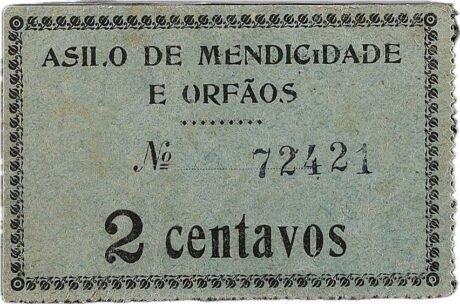 ASILO DE MENDICIDADE
E ORFÃOS
.........
Nº 72421
2 centavos